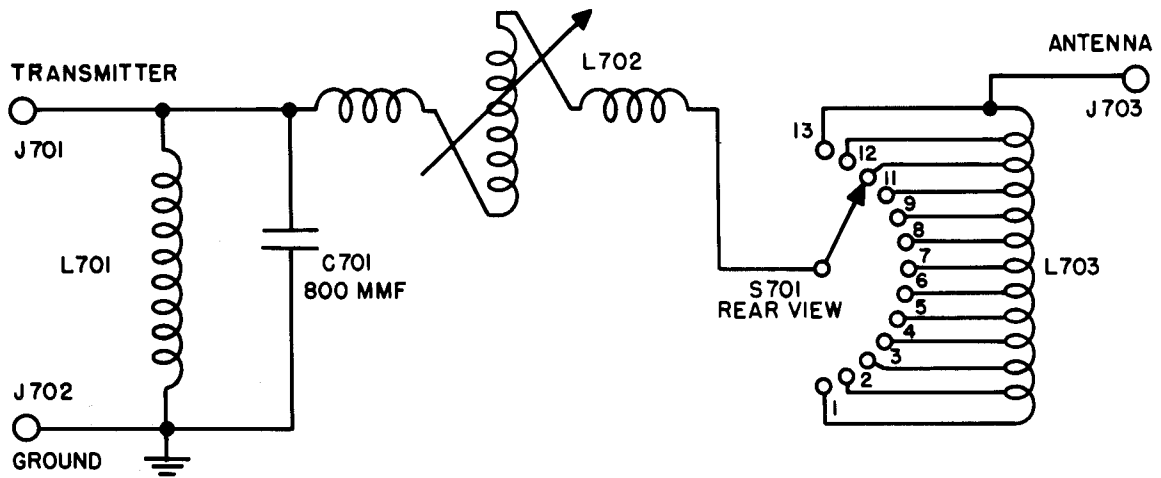 TRANSMITTER
J701
L701
J702
GROUND
C701
800 MMF
L702
S701
REAR VIEW
13
12
11
9
8
7
6
5
4
3
2
1
L703
ANTENNA
J703